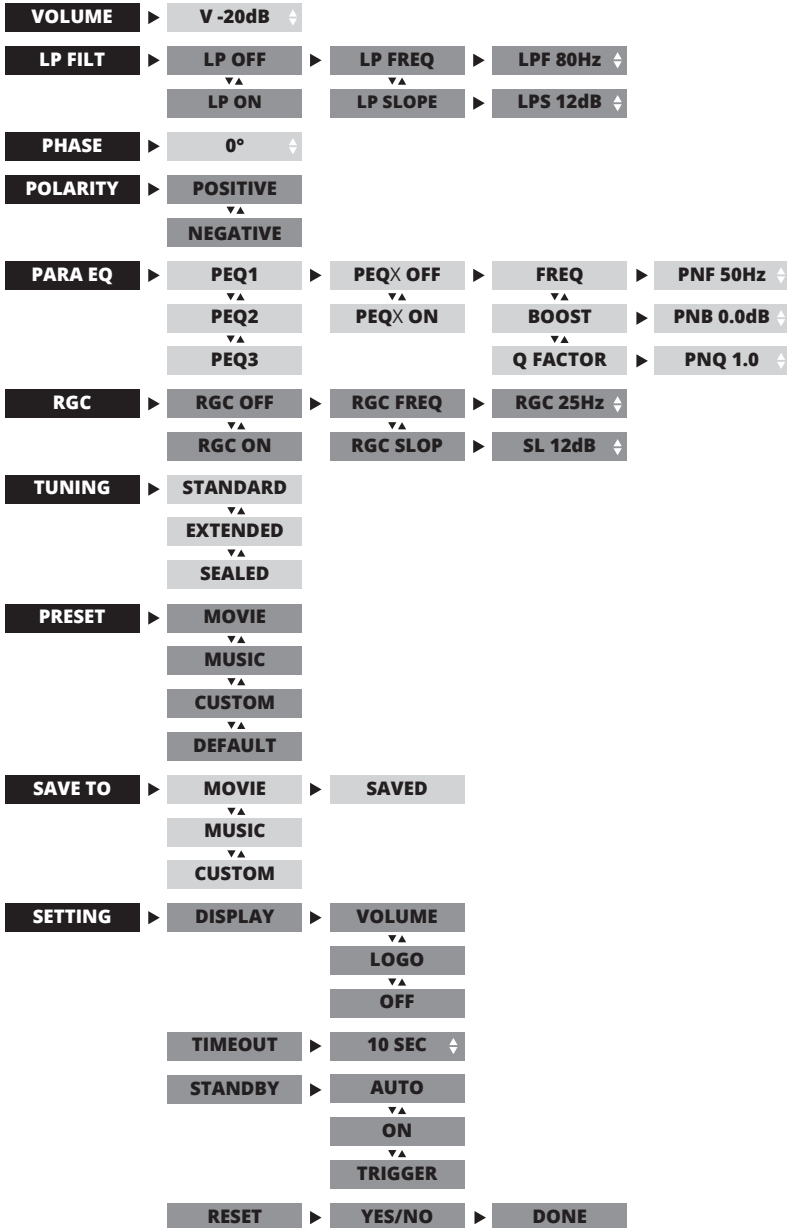 VOLUME V -20dB
LP FILT LP OFF LP FREQ LPF 80Hz
LP ON LP SLOPE LPS 12dB
PHASE 0°
POLARITY POSITIVE
NEGATIVE
PARA EQ PEQ1 PEQX OFF FREQ PNF 50Hz
PEQ2 PEQX ON BOOST PNB 0.0dB
PEQ3 Q FACTOR PNQ 1.0
RGC RGC OFF RGC FREQ RGC 25Hz
RGC ON RGC SLOP SL 12dB
TUNING STANDARD
EXTENDED
SEALED
PRESET MOVIE
MUSIC
CUSTOM
DEFAULT
SAVE TO MOVIE SAVED
MUSIC
CUSTOM
SETTING DISPLAY VOLUME
LOGO
OFF
TIMEOUT 10 SEC
STANDBY AUTO
ON
TRIGGER
RESET YES/NO DONE